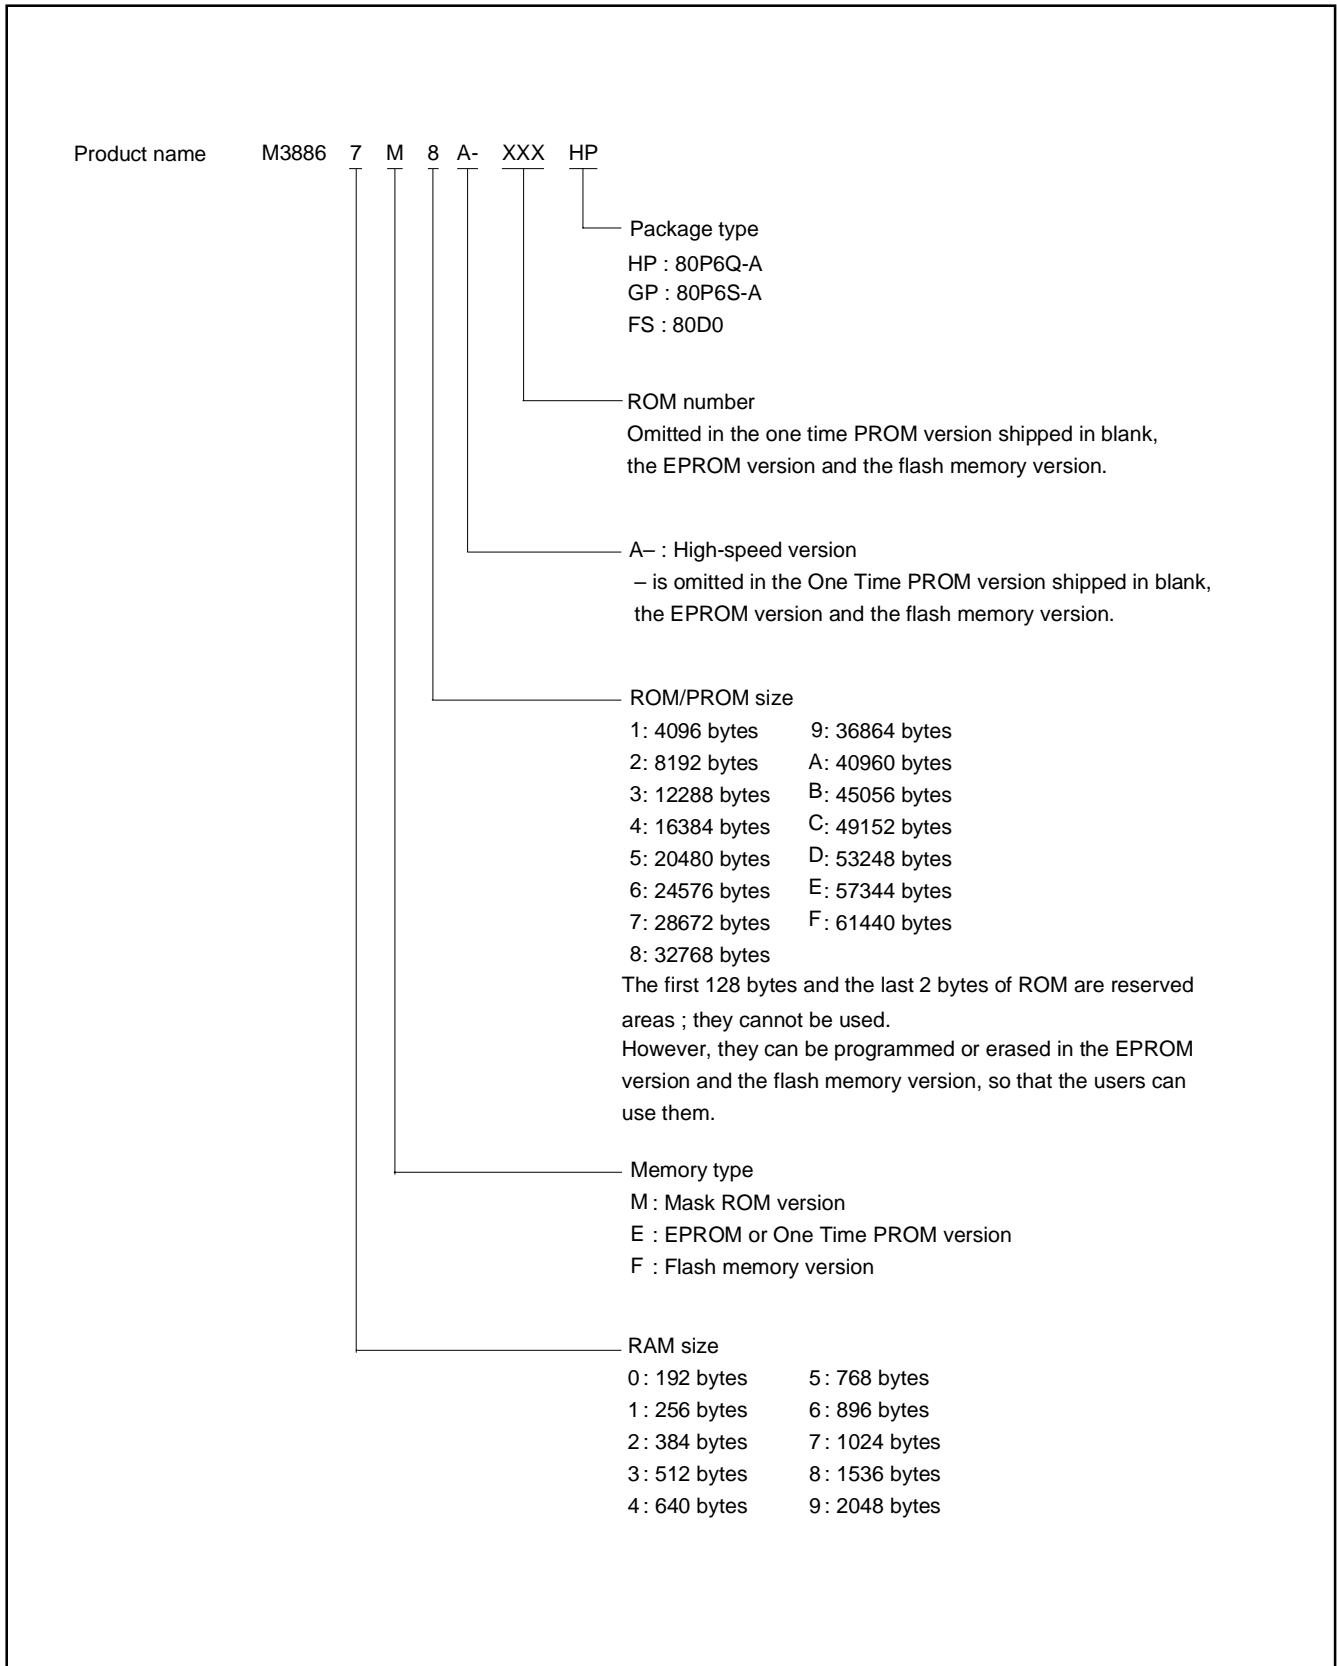 Product name M3886 7 M 8 A- XXX HP
Package type
HP : 80P6Q-A
GP : 80P6S-A
FS : 80D0
ROM number
Omitted in the one time PROM version shipped in blank,
the EPROM version and the flash memory version.
A– : High-speed version
– is omitted in the One Time PROM version shipped in blank,
the EPROM version and the flash memory version.
ROM/PROM size
1: 4096 bytes 9: 36864 bytes
2: 8192 bytes A: 40960 bytes
3: 12288 bytes B: 45056 bytes
4: 16384 bytes C: 49152 bytes
5: 20480 bytes D: 53248 bytes
6: 24576 bytes E: 57344 bytes
7: 28672 bytes F: 61440 bytes
8: 32768 bytes
The first 128 bytes and the last 2 bytes of ROM are reserved
areas ; they cannot be used.
However, they can be programmed or erased in the EPROM
version and the flash memory version, so that the users can
use them.
Memory type
M : Mask ROM version
E : EPROM or One Time PROM version
F : Flash memory version
RAM size
0 : 192 bytes 5 : 768 bytes
1 : 256 bytes 6 : 896 bytes
2 : 384 bytes 7 : 1024 bytes
3 : 512 bytes 8 : 1536 bytes
4 : 640 bytes 9 : 2048 bytes